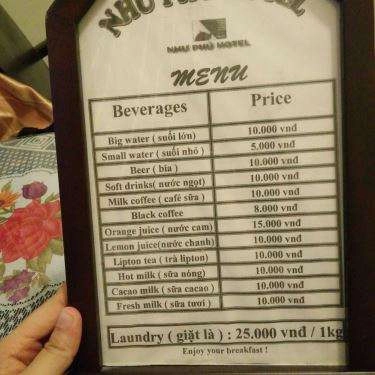 NHU PHU HOTEL
MENU
Beverages Price
Big water ( suối lớn) 10.000 vnđ
Small water ( suối nhỏ ) 5.000 vnđ
Beer ( bia ) 10.000 vnđ
Soft drinks( nước ngọt) 10.000 vnđ
Milk coffee ( café sữa ) 10.000 vnđ
Black coffee 8.000 vnđ
Orange juice ( nước cam) 15.000 vnđ
Lemon juice(nước chanh) 10.000 vnđ
Lipton tea ( trà lipton) 10.000 vnđ
Hot milk ( sữa nóng) 10.000 vnđ
Cacao milk ( sữa cacao ) 10.000 vnđ
Fresh milk ( sữa tươi ) 10.000 vnđ
Laundry ( giặt là ) : 25.000 vnđ / 1kg
Enjoy your breakfast !